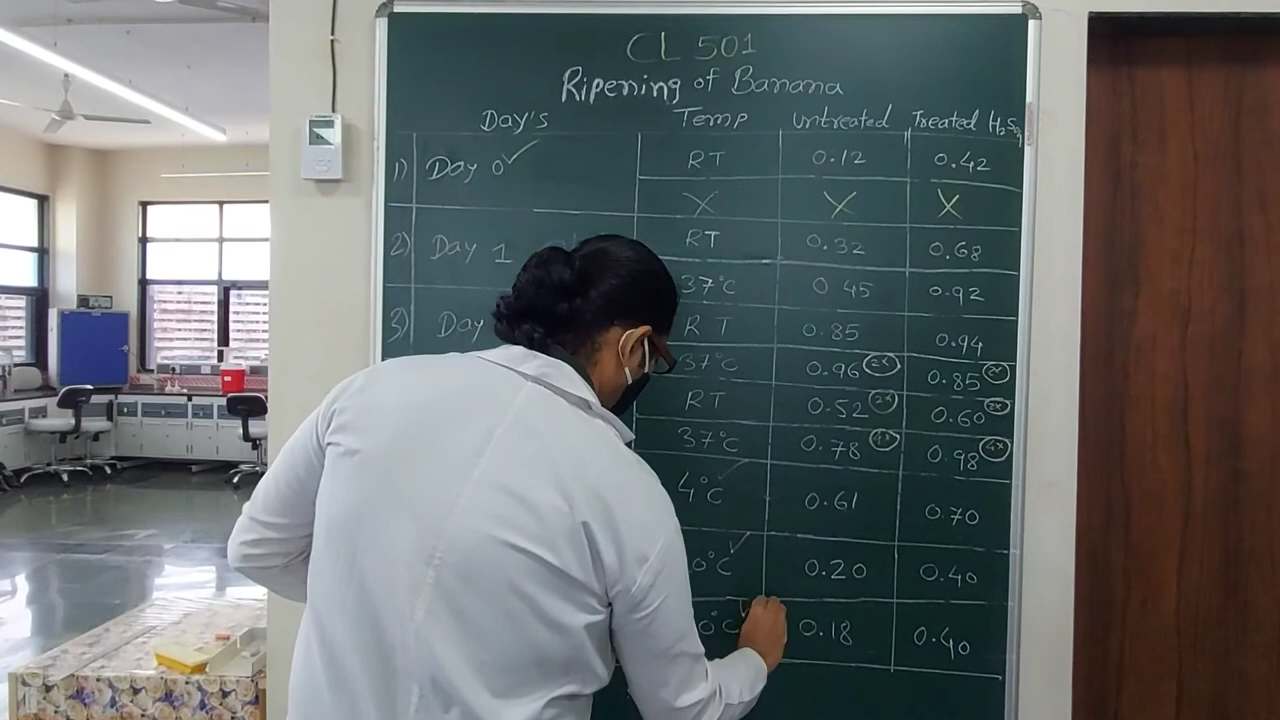 CL 501
Ripening of Banana
Day's Temp untreated Treated H₂SO₄
1) Day 0 ✓ RT 0.12 0.42
X X X
2) Day 1 RT 0.32 0.68
37°C 0.45 0.92
3) Day RT 0.85 0.94
37°C 0.96 (2x) 0.85 (2x)
RT 0.52 (2x) 0.60 (2x)
37°C 0.78 0.98 (4x)
4°C 0.61 0.70
0°C ✓ 0.20 0.40
0°C 0.18 0.40